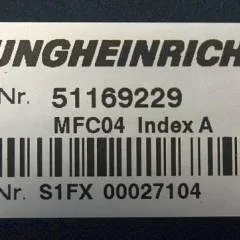 UNGHEINRICH
Nr. 51169229
MFC04 Index A
Nr. S1FX 00027104